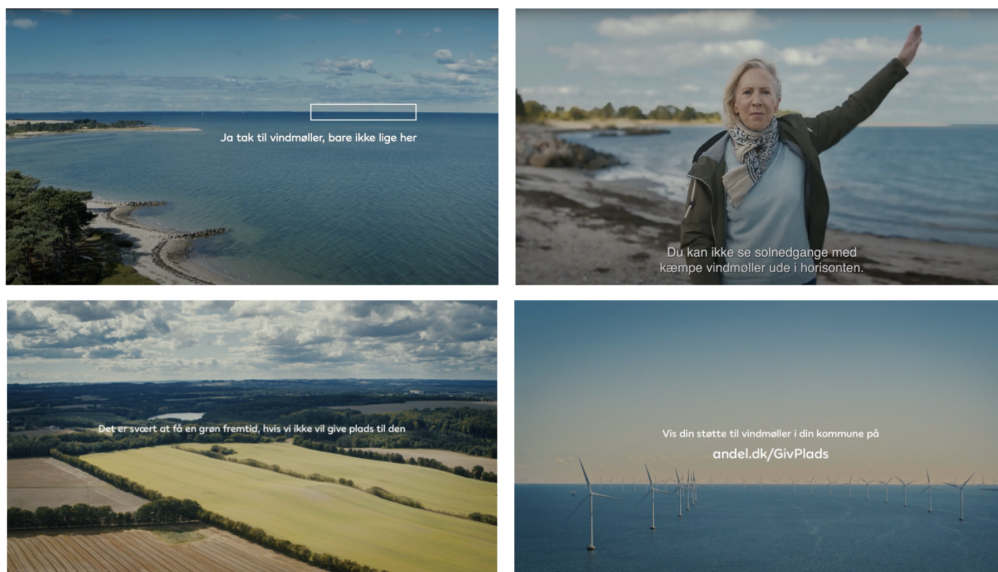 Ja tak til vindmøller, bare ikke lige her
Du kan ikke se solnedgange med
kæmpe vindmøller ude i horisonten.
Det er svært at få en grøn fremtid, hvis vi ikke vil give plads til den
Vis din støtte til vindmøller i din kommune på
andel.dk/GivPlads